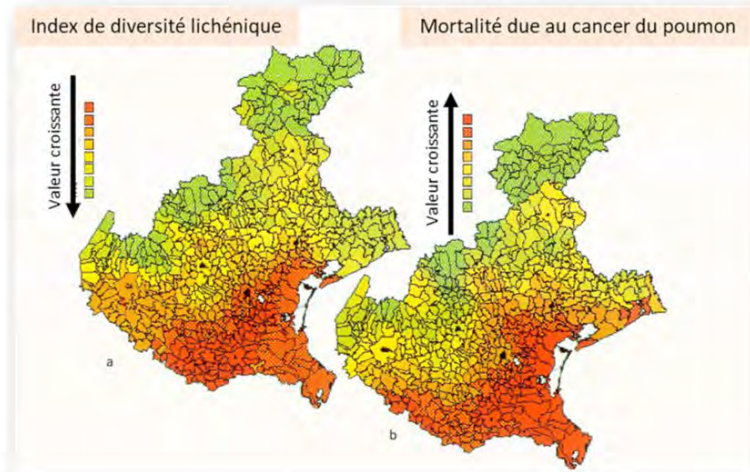 Index de diversité lichénique
Mortalité due au cancer du poumon
Valeur croissante
Valeur croissante
a
b